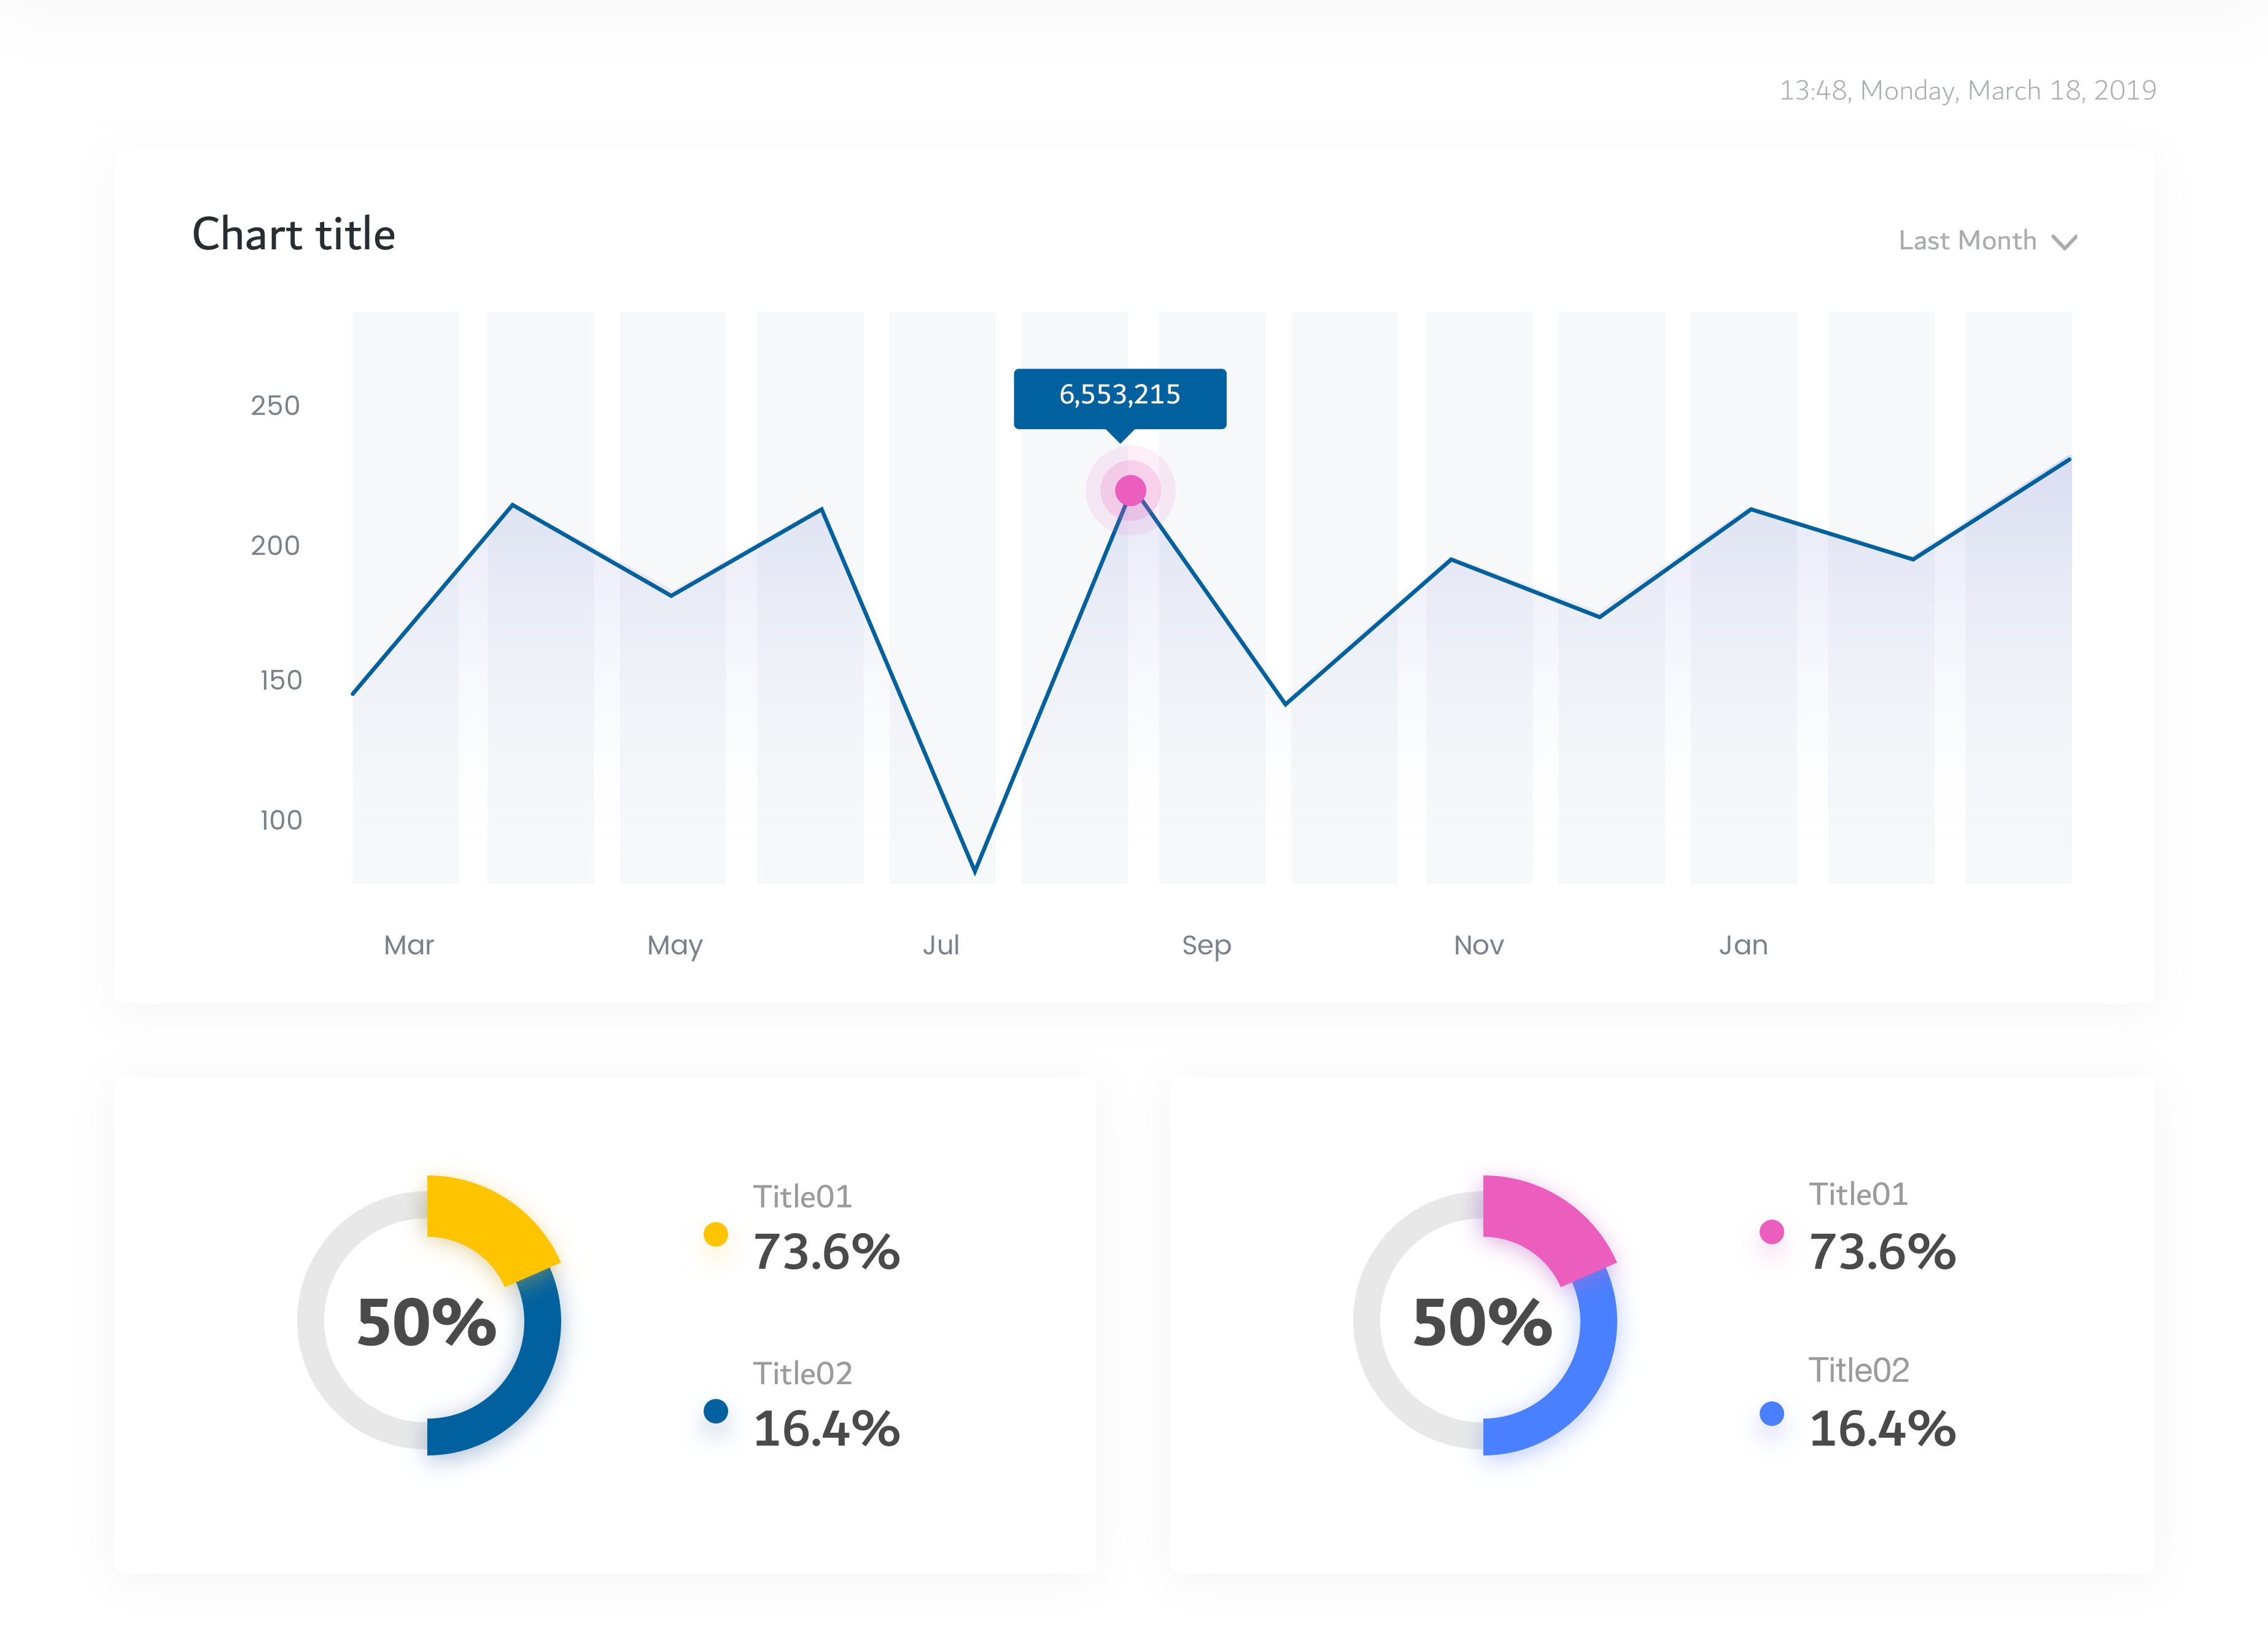 13:48, Monday, March 18, 2019
Chart title
Last Month
6,553,215
250
200
150
100
Mar May Jul Sep Nov Jan
50%
Title01
73.6%
Title02
16.4%
50%
Title01
73.6%
Title02
16.4%